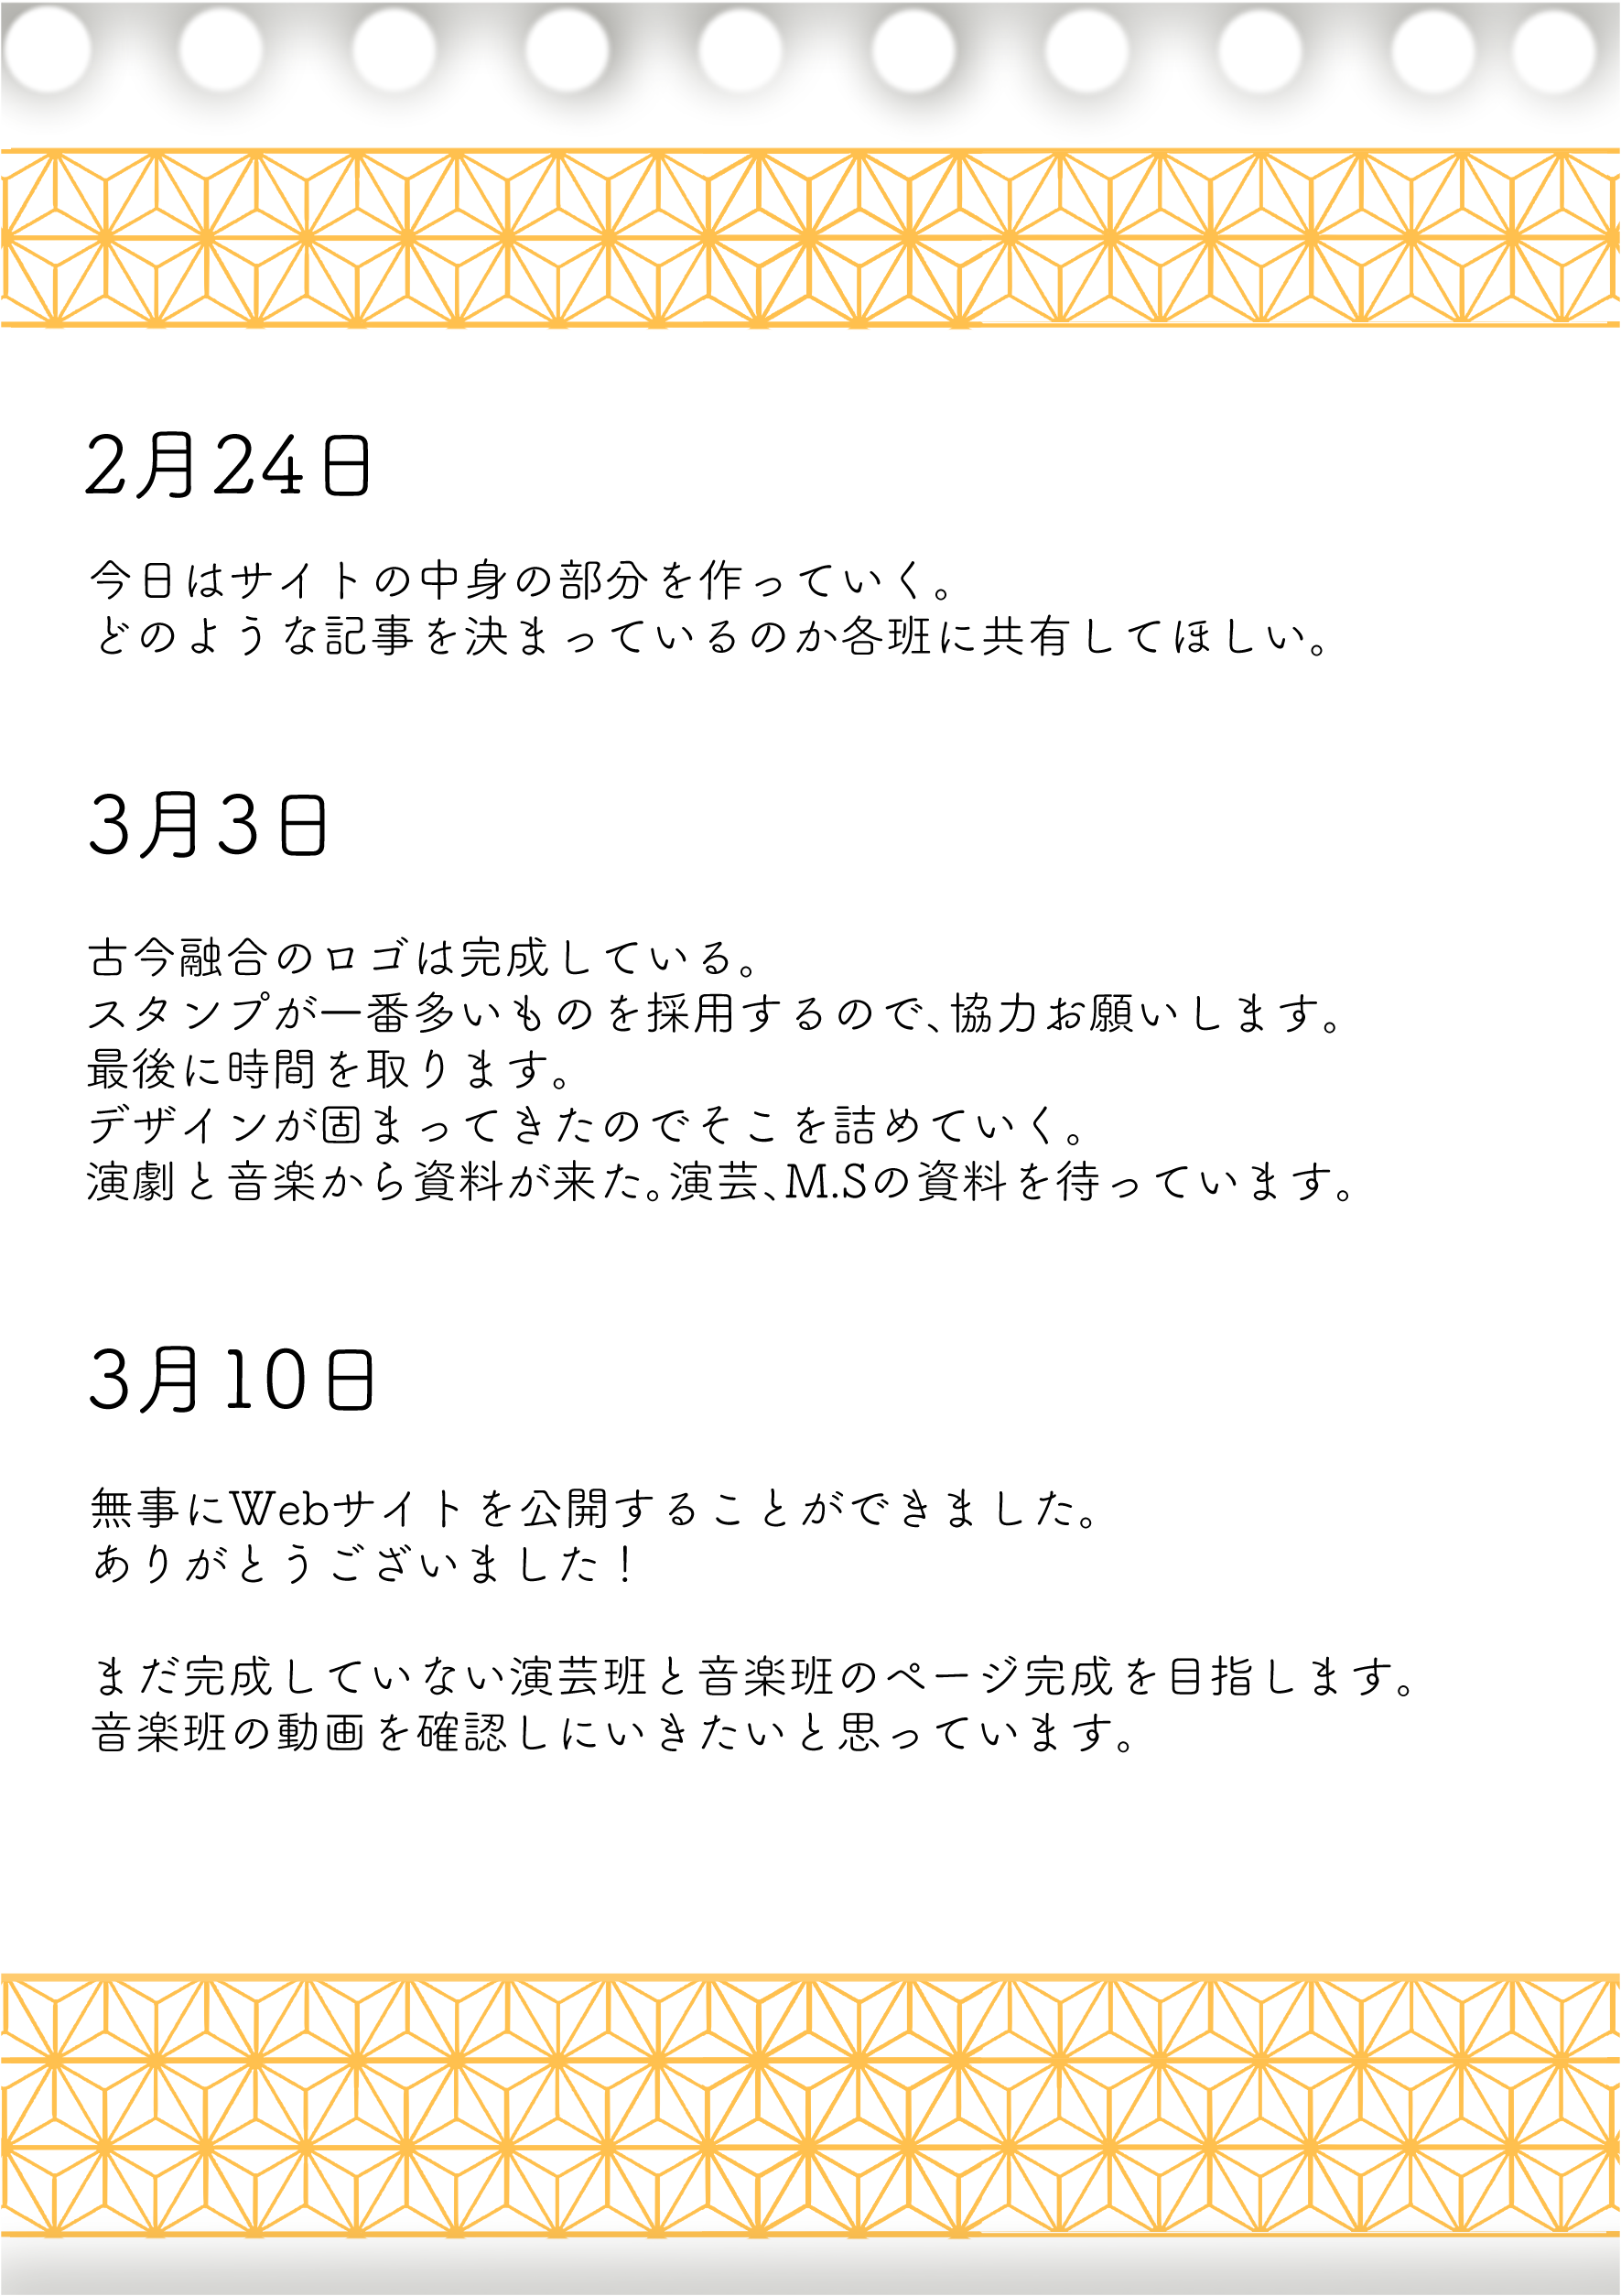 2月24日
今日はサイトの中身の部分を作っていく。
どのような記事を決まっているのか各班に共有してほしい。
3月3日
古今融合のロゴは完成している。
スタンプが一番多いものを採用するので、協力お願いします。
最後に時間を取ります。
デザインが固まってきたのでそこを詰めていく。
演劇と音楽から資料が来た。演芸、M.Sの資料を待っています。
3月10日
無事にWebサイトを公開することができました。
ありがとうございました！
まだ完成していない演芸班と音楽班のページ完成を目指します。
音楽班の動画を確認しにいきたいと思っています。